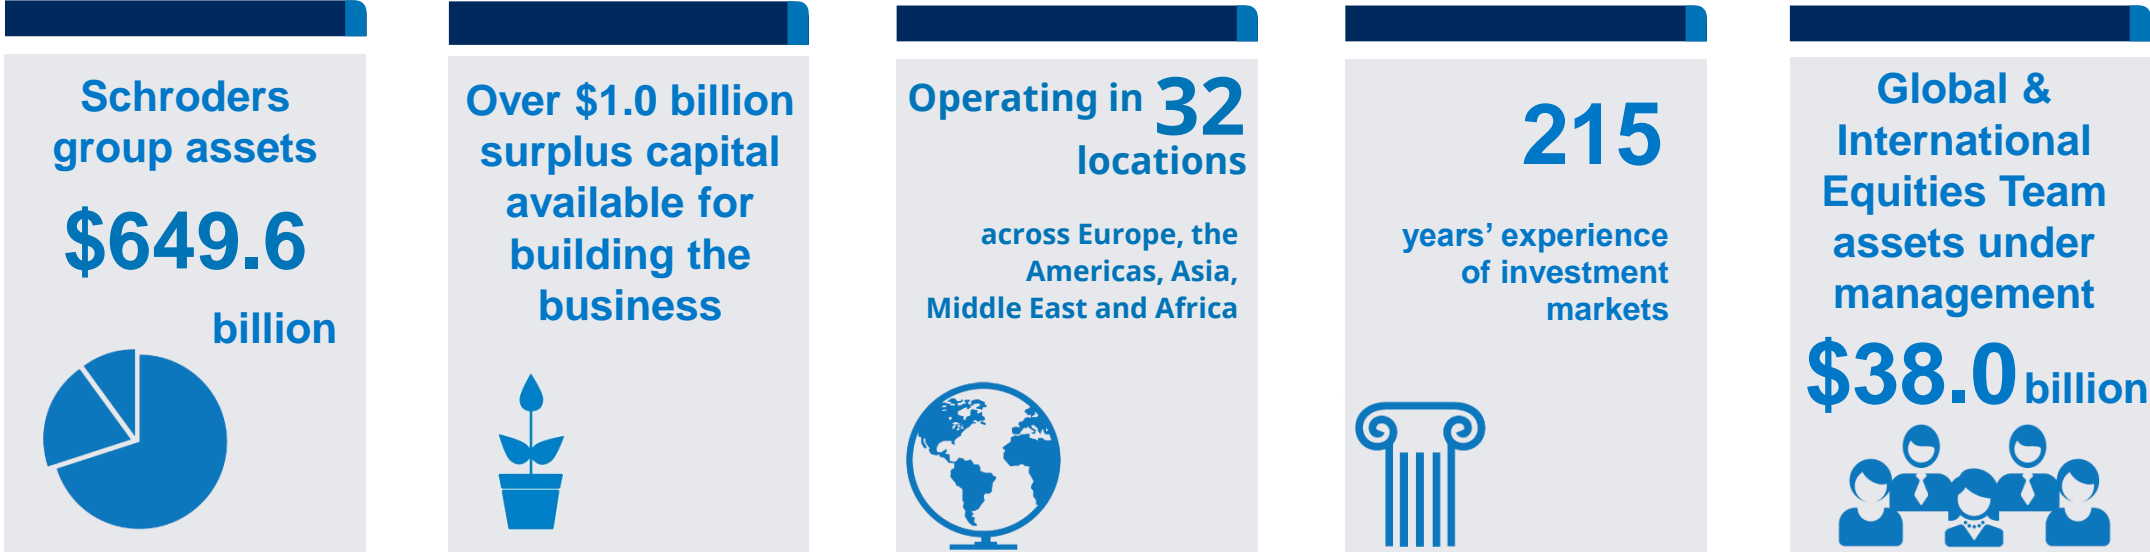 Schroders
group assets
$649.6
billion
Over $1.0 billion
surplus capital
available for
building the
business
Operating in 32
locations
across Europe, the
Americas, Asia,
Middle East and Africa
215
years’ experience
of investment
markets
Global &
International
Equities Team
assets under
management
$38.0 billion